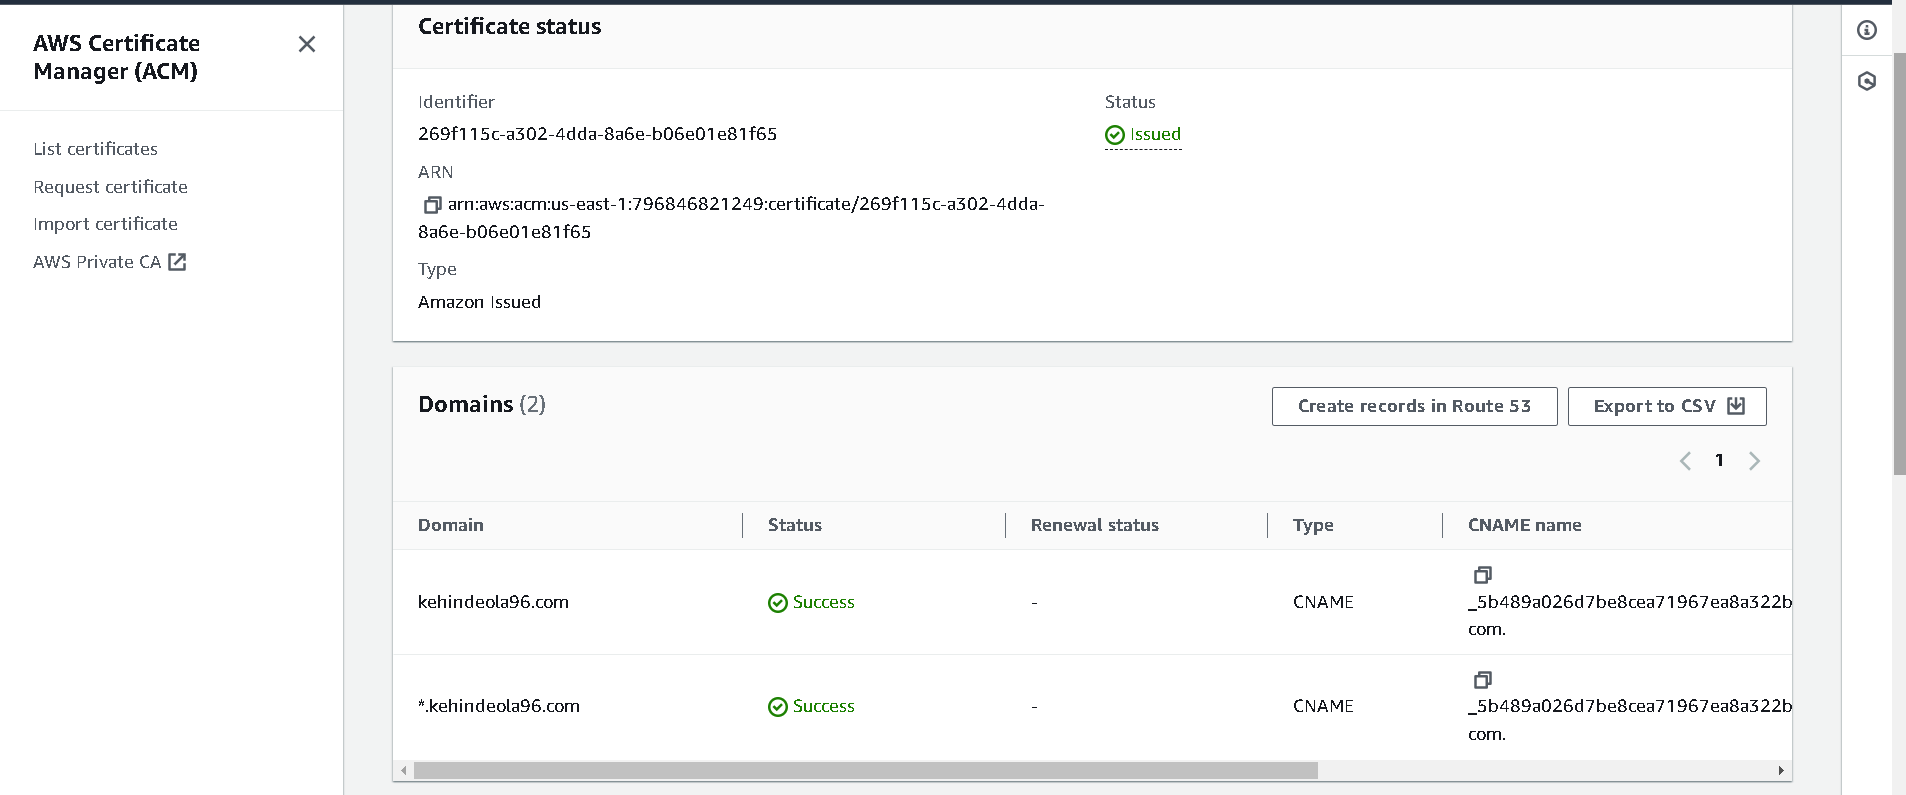 AWS Certificate
Manager (ACM)
List certificates
Request certificate
Import certificate
AWS Private CA
Certificate status
Identifier
269f115c-a302-4dda-8a6e-b06e01e81f65
ARN
arn:aws:acm:us-east-1:796846821249:certificate/269f115c-a302-4dda-
8a6e-b06e01e81f65
Type
Amazon Issued
Status
Issued
Domains (2)
Create records in Route 53
Export to CSV
1
Domain Status Renewal status Type CNAME name
kehindeola96.com Success - CNAME _5b489a026d7be8cea71967ea8a322b
com.
*.kehindeola96.com Success - CNAME _5b489a026d7be8cea71967ea8a322b
com.